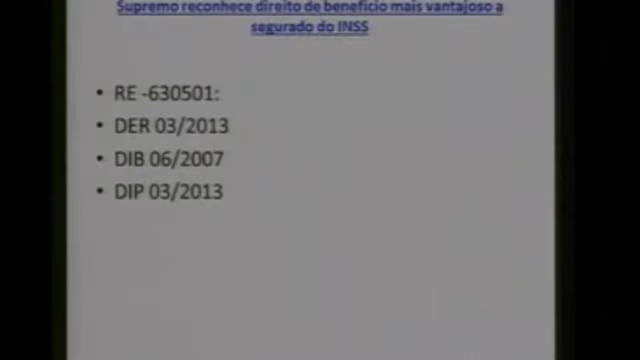 Supremo reconhece direito de benefício mais vantajoso a
segurado do INSS
• RE -630501:
• DER 03/2013
• DIB 06/2007
• DIP 03/2013